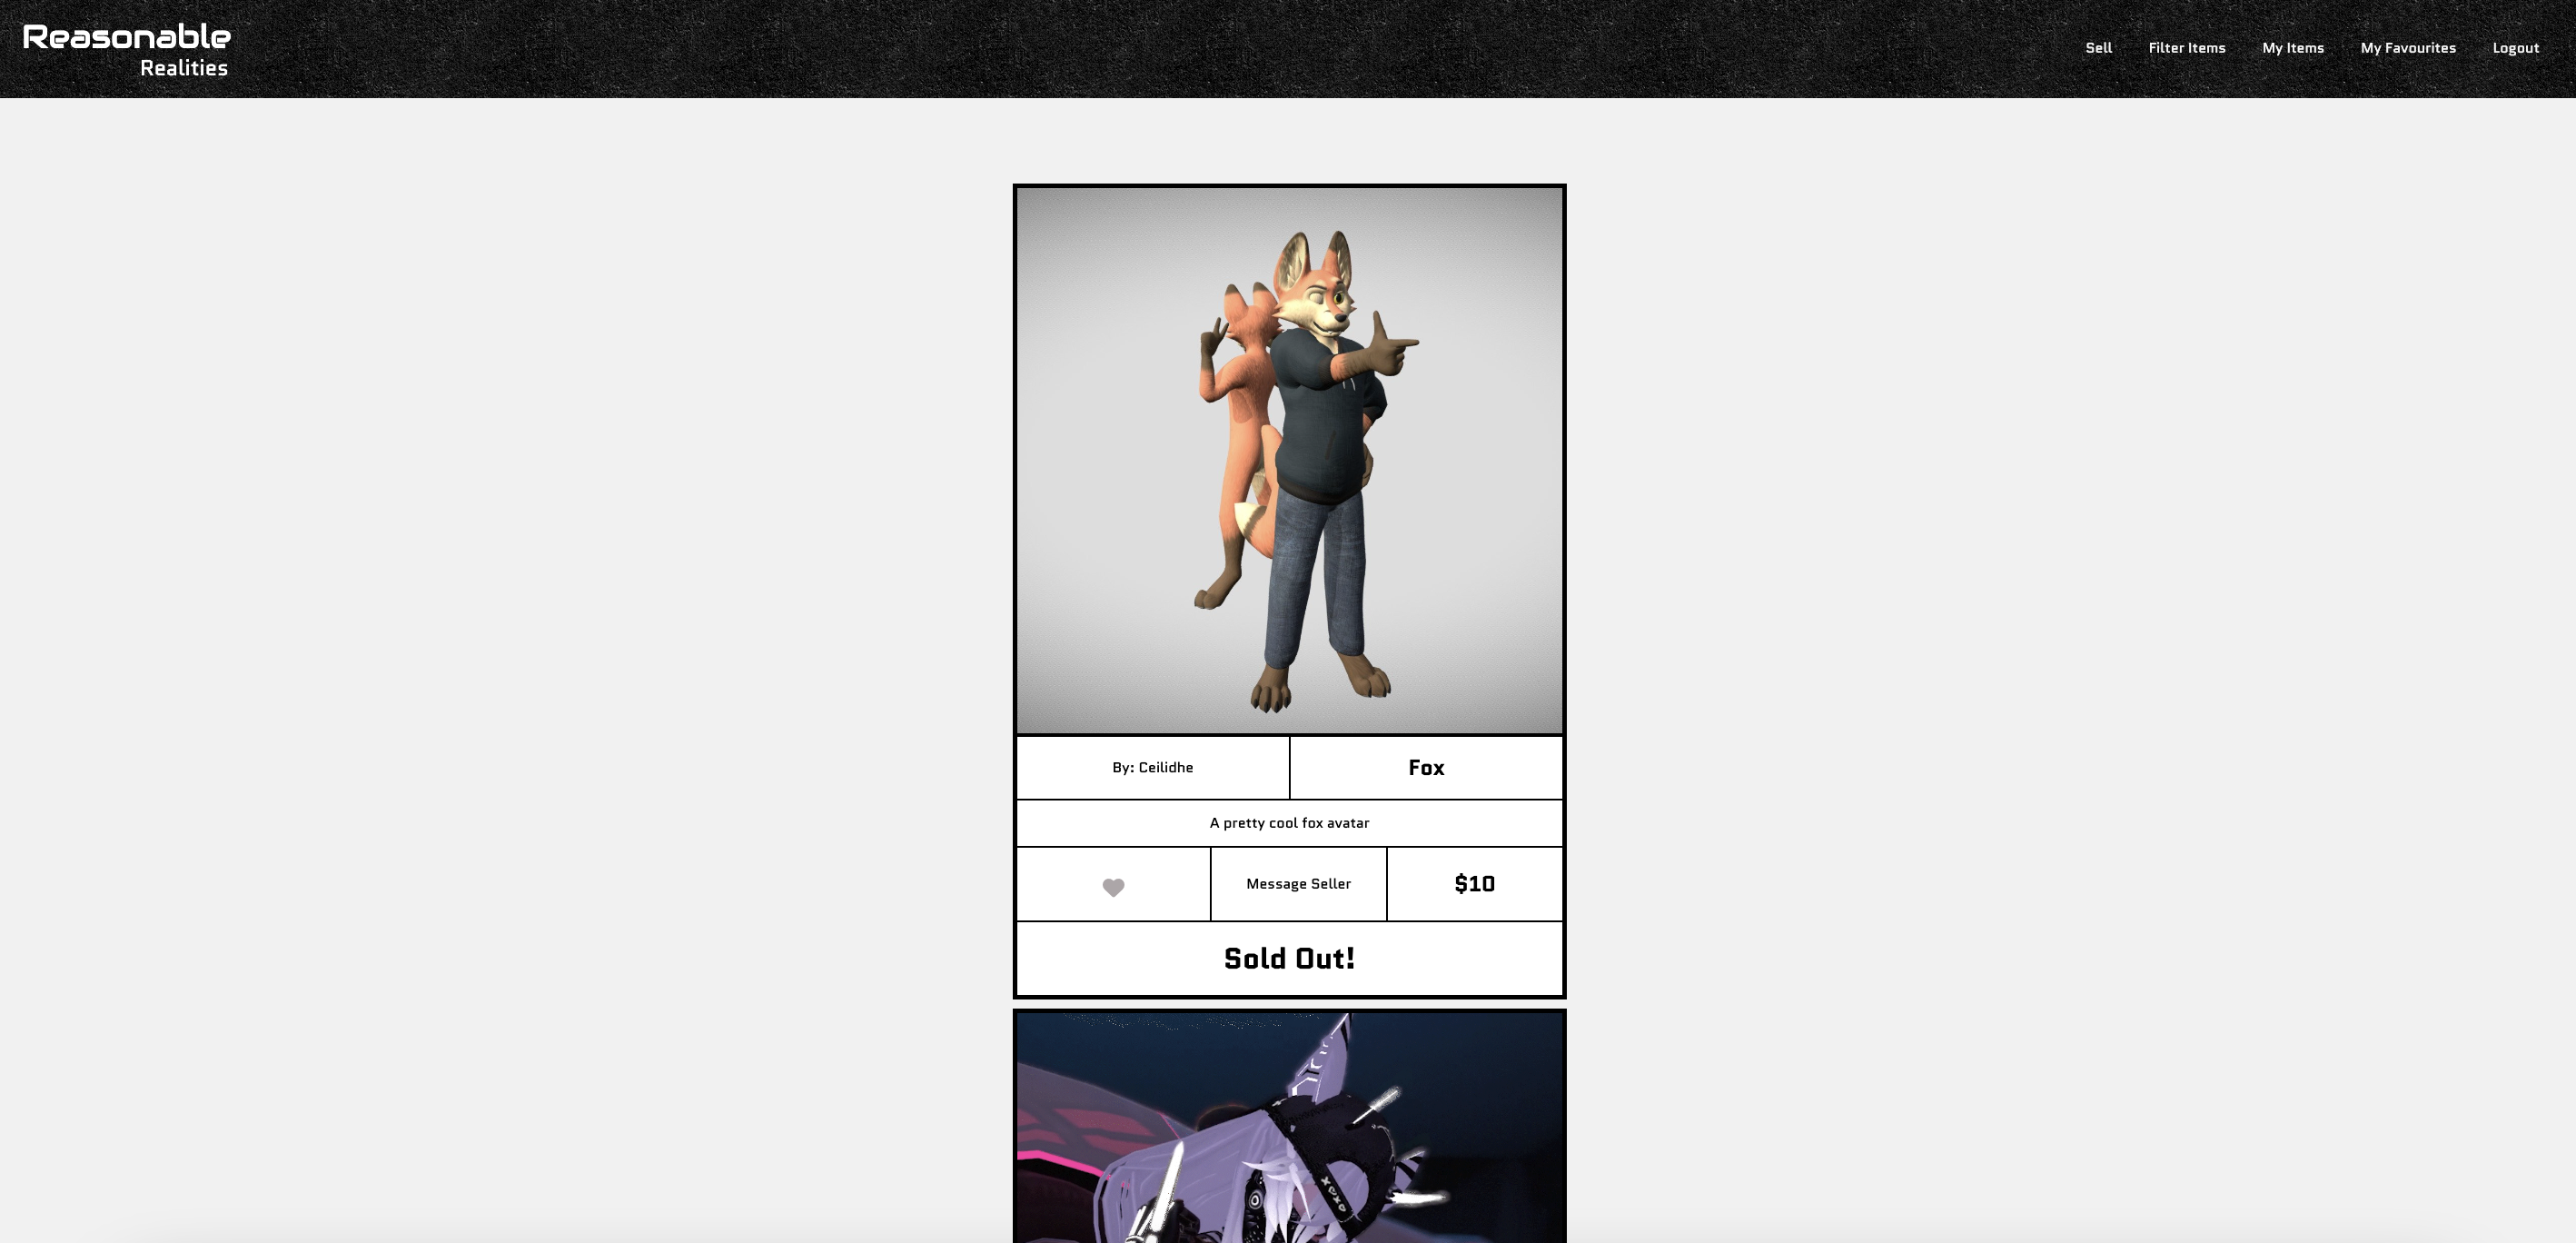 Reasonable
Realities
Sell Filter Items My Items My Favourites Logout
By: Ceilidhe
Fox
A pretty cool fox avatar
Message Seller
$10
Sold Out!